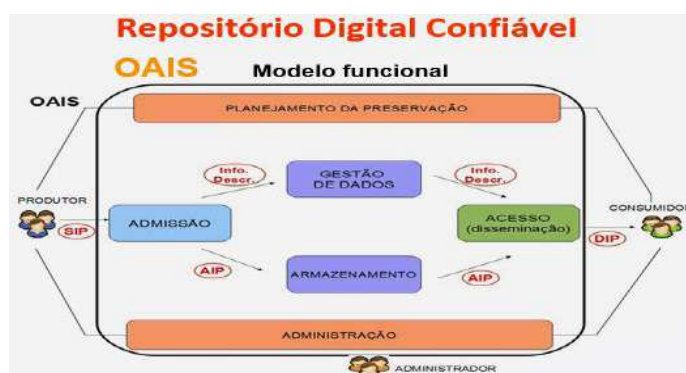 Repositório Digital Confiável
OAIS
Modelo funcional
OAIS
PLANEJAMENTO DA PRESERVAÇÃO
Info.
Descr.
GESTÃO
DE DADOS
Info.
Descr.
PRODUTOR
SIP
ADMISSÃO
ACESSO
(disseminação)
CONSUMIDOR
DIP
AIP
ARMAZENAMENTO
AIP
ADMINISTRAÇÃO
ADMINISTRADOR